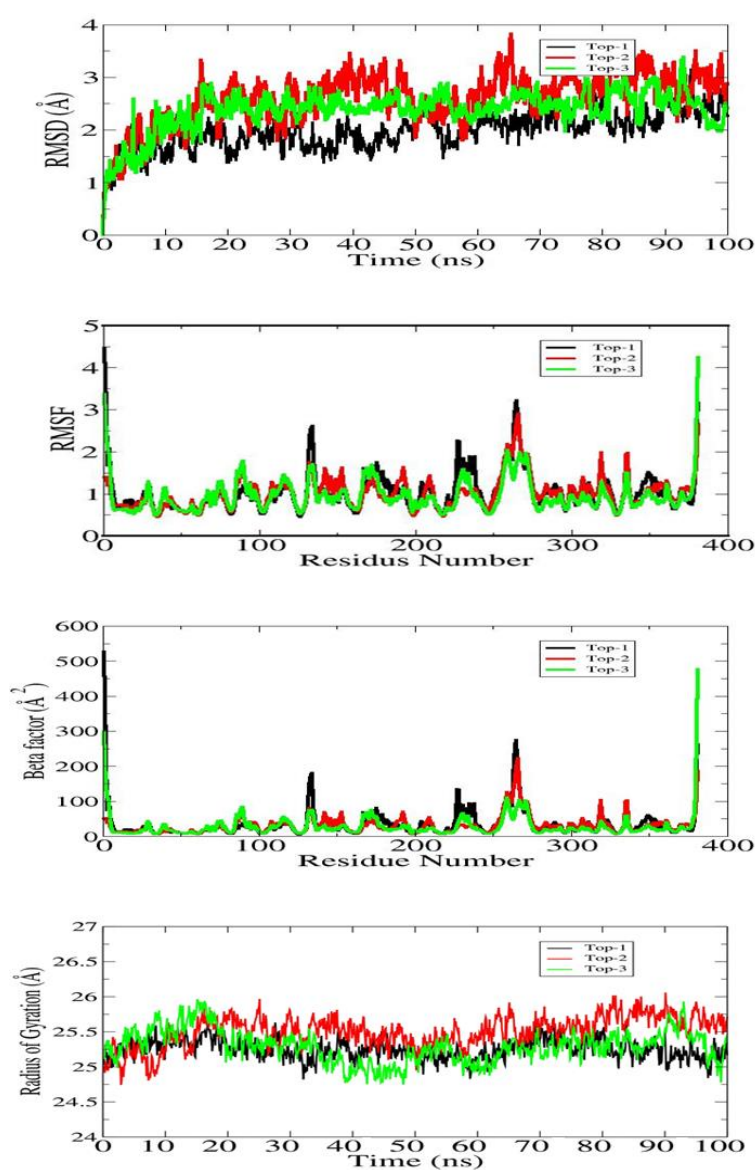 4
3
2
1
0
RMSD (Å)
Top-1
Top-2
Top-3
0 10 20 30 40 50 60 70 80 90 100
Time (ns)
5
4
3
2
1
0
RMSF
Top-1
Top-2
Top-3
0 100 200 300 400
Residus Number
600
500
400
300
200
100
0
Beta factor (Å²)
Top-1
Top-2
Top-3
0 100 200 300 400
Residue Number
27
26.5
26
25.5
25
24.5
24
Radius of Gyration (Å)
Top-1
Top-2
Top-3
0 10 20 30 40 50 60 70 80 90 100
Time (ns)